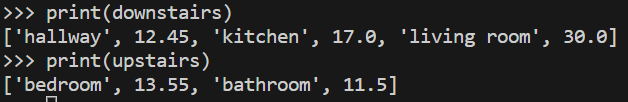 >>> print(downstairs)
['hallway', 12.45, 'kitchen', 17.0, 'living room', 30.0]
>>> print(upstairs)
['bedroom', 13.55, 'bathroom', 11.5]